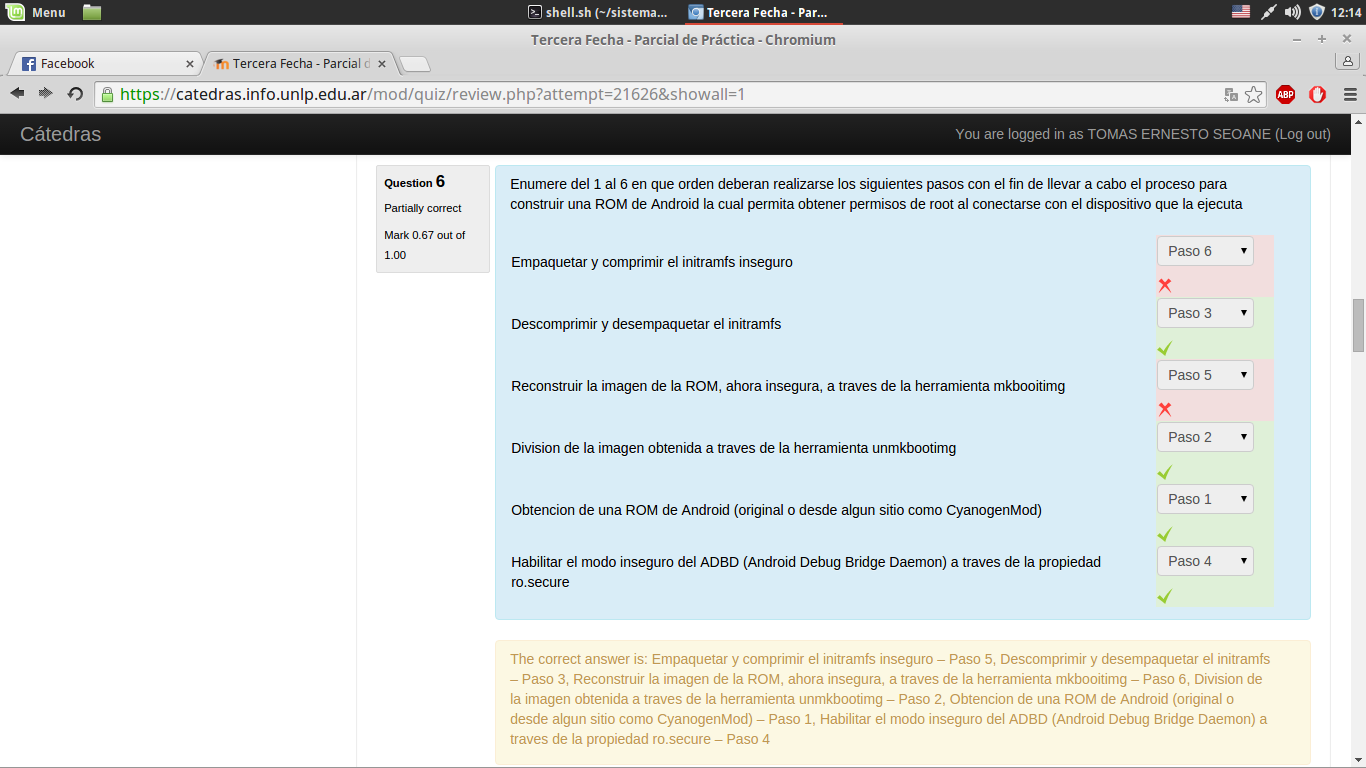 Menu
shell.sh (~/sistema...
Tercera Fecha - Par...
12:14
Tercera Fecha - Parcial de Práctica - Chromium
Facebook
Tercera Fecha - Parcial d
https://catedras.info.unlp.edu.ar/mod/quiz/review.php?attempt=21626&showall=1
ABP
Cátedras
You are logged in as TOMAS ERNESTO SEOANE (Log out)
Question 6
Partially correct
Mark 0.67 out of
1.00
Enumere del 1 al 6 en que orden deberan realizarse los siguientes pasos con el fin de llevar a cabo el proceso para
construir una ROM de Android la cual permita obtener permisos de root al conectarse con el dispositivo que la ejecuta
Empaquetar y comprimir el initramfs inseguro
Paso 6
Descomprimir y desempaquetar el initramfs
Paso 3
Reconstruir la imagen de la ROM, ahora insegura, a traves de la herramienta mkbooitimg
Paso 5
Division de la imagen obtenida a traves de la herramienta unmkbootimg
Paso 2
Obtencion de una ROM de Android (original o desde algun sitio como CyanogenMod)
Paso 1
Habilitar el modo inseguro del ADBD (Android Debug Bridge Daemon) a traves de la propiedad
ro.secure
Paso 4
The correct answer is: Empaquetar y comprimir el initramfs inseguro – Paso 5, Descomprimir y desempaquetar el initramfs
– Paso 3, Reconstruir la imagen de la ROM, ahora insegura, a traves de la herramienta mkbooitimg – Paso 6, Division de
la imagen obtenida a traves de la herramienta unmkbootimg – Paso 2, Obtencion de una ROM de Android (original o
desde algun sitio como CyanogenMod) – Paso 1, Habilitar el modo inseguro del ADBD (Android Debug Bridge Daemon) a
traves de la propiedad ro.secure – Paso 4